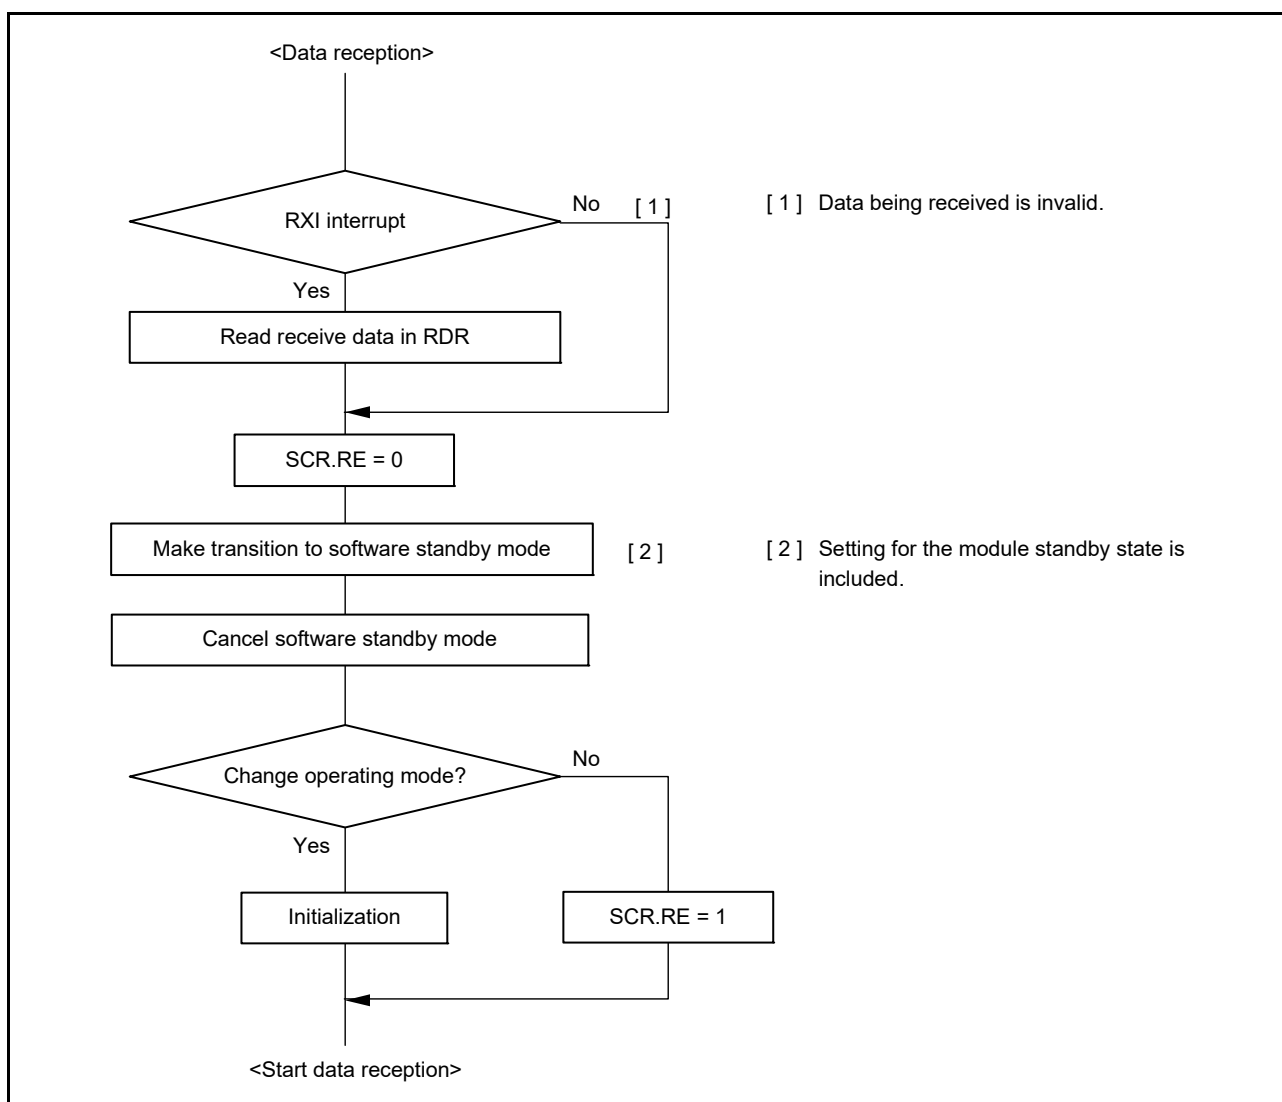 <Data reception>
RXI interrupt
No
[ 1 ]
[ 1 ] Data being received is invalid.
Yes
Read receive data in RDR
SCR.RE = 0
Make transition to software standby mode
[ 2 ]
[ 2 ] Setting for the module standby state is
included.
Cancel software standby mode
Change operating mode?
No
Yes
Initialization
SCR.RE = 1
<Start data reception>